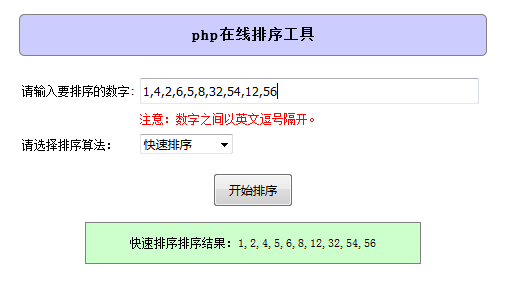 php在线排序工具
请输入要排序的数字: 1,4,2,6,5,8,32,54,12,56
注意：数字之间以英文逗号隔开。
请选择排序算法： 快速排序
开始排序
快速排序排序结果：1,2,4,5,6,8,12,32,54,56